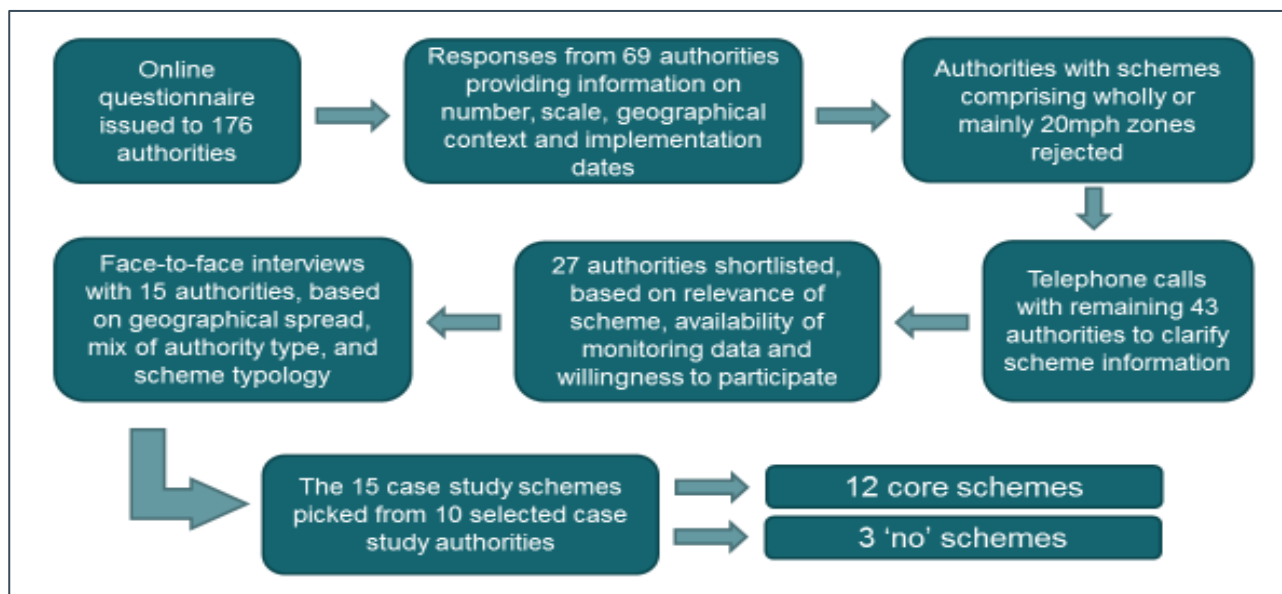 Online
questionnaire
issued to 176
authorities
Responses from 69 authorities
providing information on
number, scale, geographical
context and implementation
dates
Authorities with schemes
comprising wholly or
mainly 20mph zones
rejected
Telephone calls
with remaining 43
authorities to clarify
scheme information
27 authorities shortlisted,
based on relevance of
scheme, availability of
monitoring data and
willingness to participate
Face-to-face interviews
with 15 authorities, based
on geographical spread,
mix of authority type, and
scheme typology
The 15 case study schemes
picked from 10 selected case
study authorities
12 core schemes
3 ‘no’ schemes